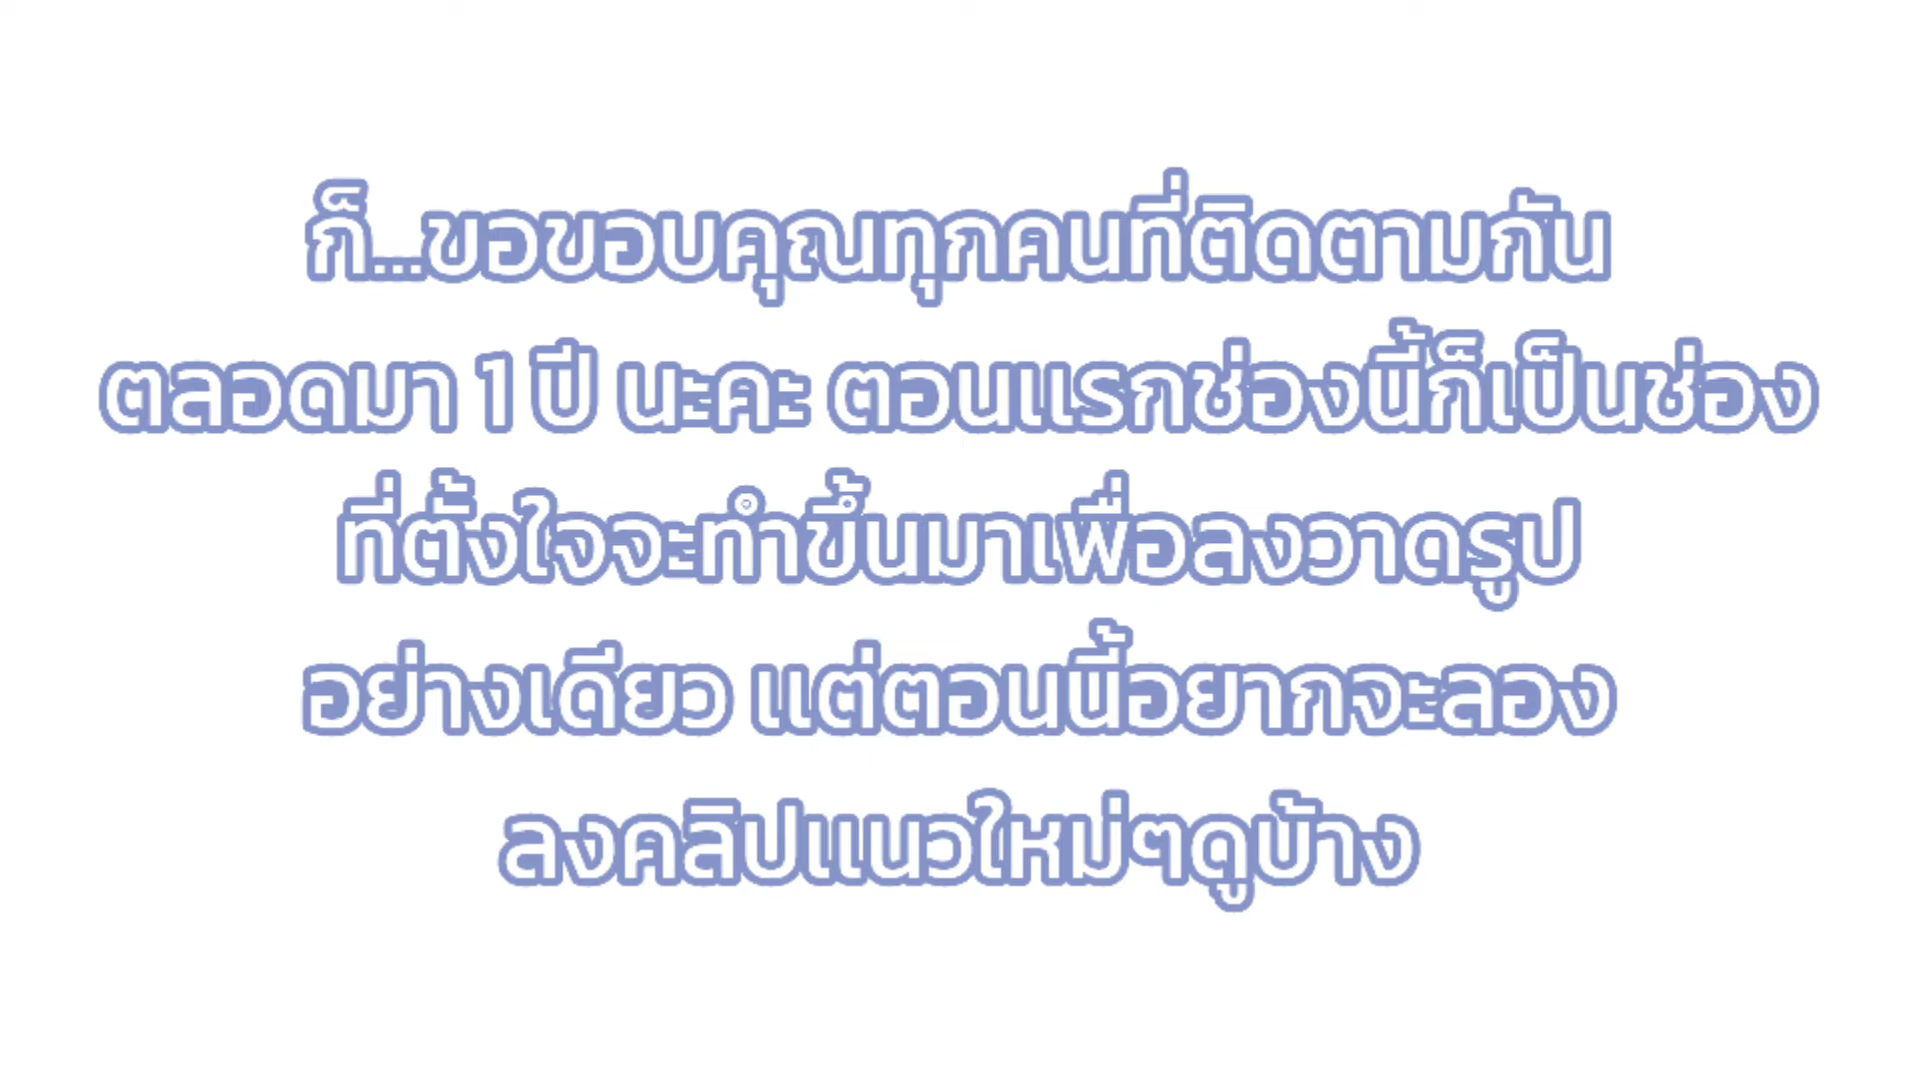 ก็...ขอขอบคุณทุกคนที่ติดตามกัน
ตลอดมา 1 ปี นะคะ ตอนแรกช่องนี้ก็เป็นช่อง
ที่ตั้งใจจะทำขึ้นมาเพื่อลงวาดรูป
อย่างเดียว แต่ตอนนี้อยากจะลอง
ลงคลิปแนวใหม่ๆดูบ้าง